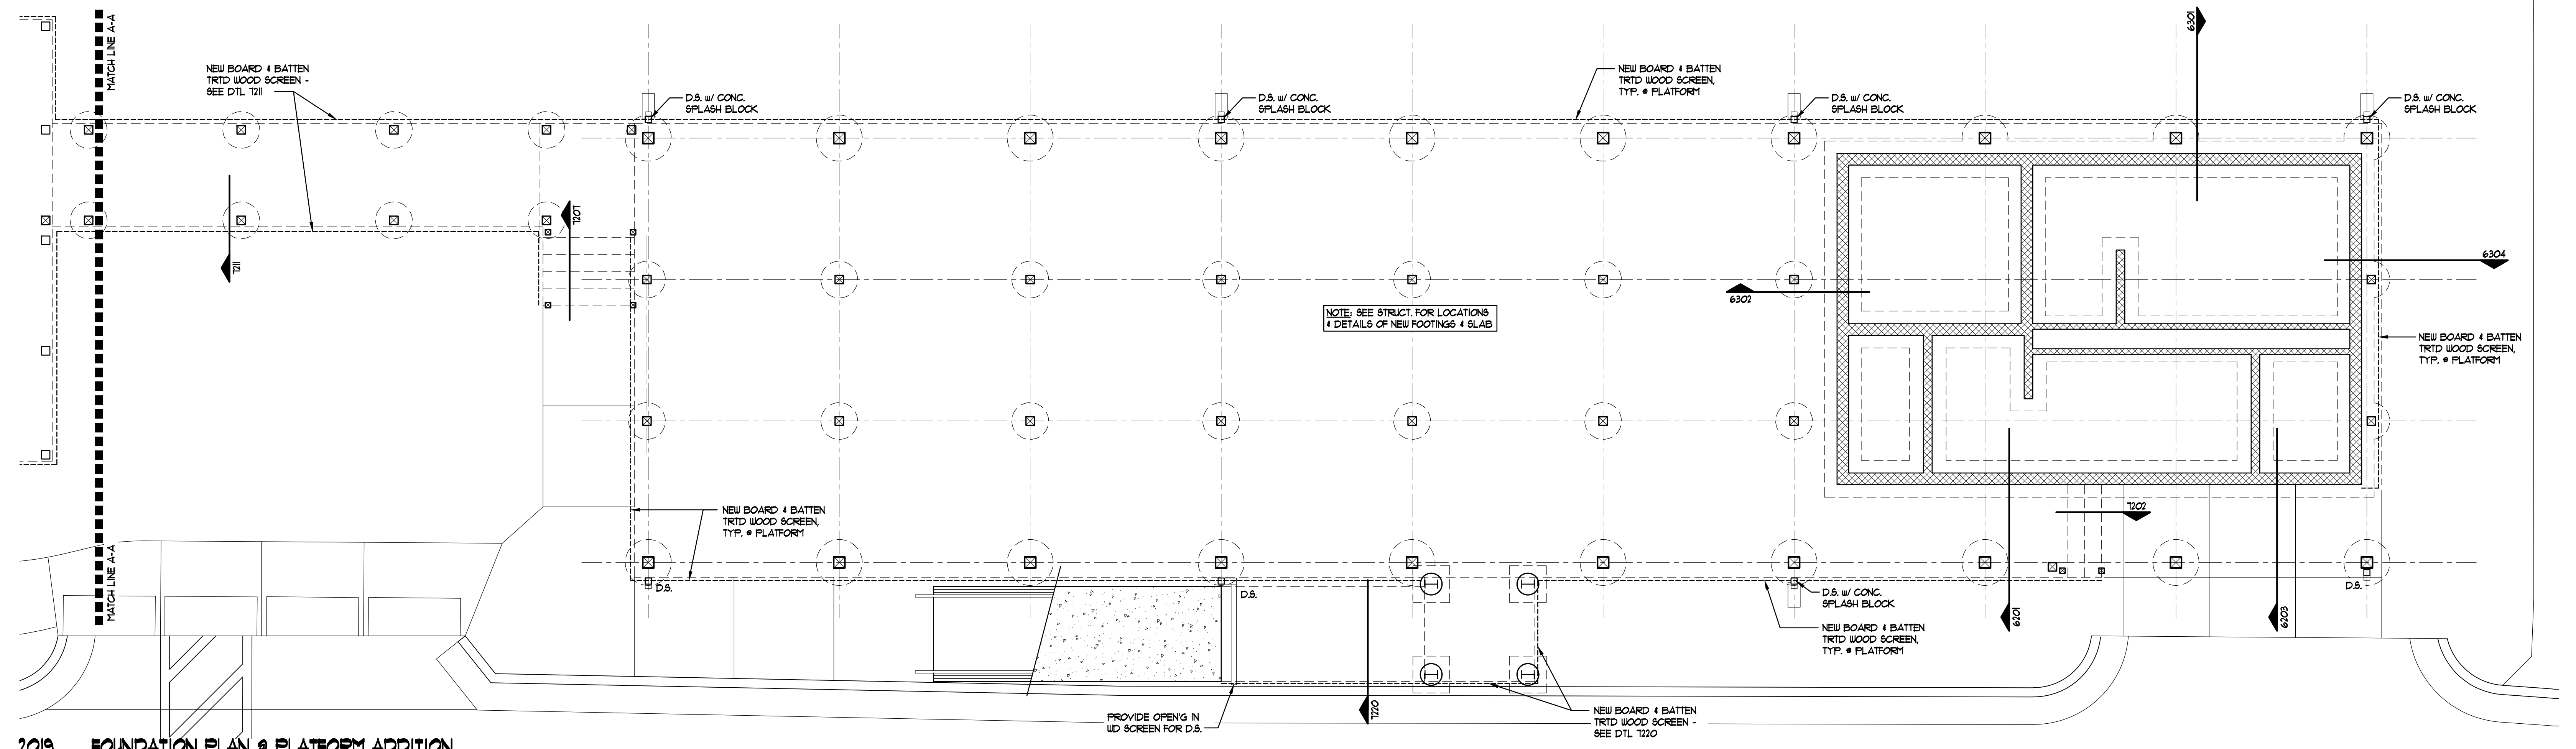 MATCH LINE A-A
NEW BOARD & BATTEN
TRTD WOOD SCREEN -
SEE DTL 7211
D.S. w/ CONC.
SPLASH BLOCK
D.S. w/ CONC.
SPLASH BLOCK
NEW BOARD & BATTEN
TRTD WOOD SCREEN,
TYP. @ PLATFORM
D.S. w/ CONC.
SPLASH BLOCK
6301
D.S. w/ CONC.
SPLASH BLOCK
7201
7211
6304
6302
NOTE: SEE STRUCT. FOR LOCATIONS
& DETAILS OF NEW FOOTINGS & SLAB
NEW BOARD & BATTEN
TRTD WOOD SCREEN,
TYP. @ PLATFORM
NEW BOARD & BATTEN
TRTD WOOD SCREEN,
TYP. @ PLATFORM
7202
MATCH LINE A-A
D.S.
D.S.
D.S. w/ CONC.
SPLASH BLOCK
D.S.
6201
6203
NEW BOARD & BATTEN
TRTD WOOD SCREEN,
TYP. @ PLATFORM
PROVIDE OPEN'G IN
WD SCREEN FOR D.S.
7220
NEW BOARD & BATTEN
TRTD WOOD SCREEN -
SEE DTL 7220
2019 FOUNDATION PLAN @ PLATFORM ADDITION